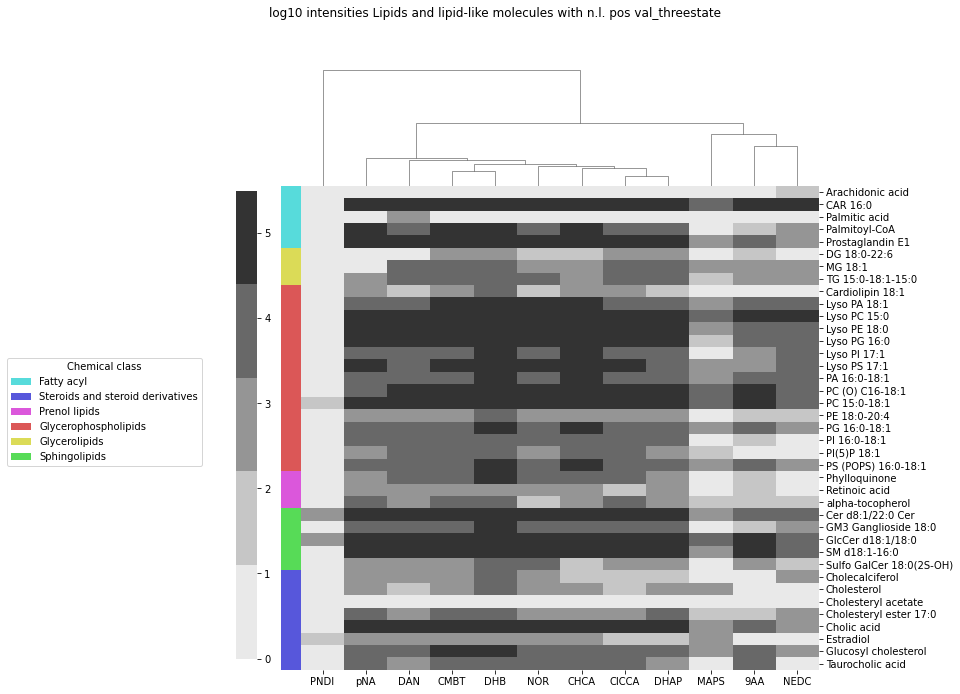 log10 intensities Lipids and lipid-like molecules with n.l. pos val_threestate
5
4
3
2
1
0
Chemical class
Fatty acyl
Steroids and steroid derivatives
Prenol lipids
Glycerophospholipids
Glycerolipids
Sphingolipids
Arachidonic acid
CAR 16:0
Palmitic acid
Palmitoyl-CoA
Prostaglandin E1
DG 18:0-22:6
MG 18:1
TG 15:0-18:1-15:0
Cardiolipin 18:1
Lyso PA 18:1
Lyso PC 15:0
Lyso PE 18:0
Lyso PG 16:0
Lyso PI 17:1
Lyso PS 17:1
PA 16:0-18:1
PC (O) C16-18:1
PC 15:0-18:1
PE 18:0-20:4
PG 16:0-18:1
PI 16:0-18:1
PI(5)P 18:1
PS (POPS) 16:0-18:1
Phylloquinone
Retinoic acid
alpha-tocopherol
Cer d8:1/22:0 Cer
GM3 Ganglioside 18:0
GlcCer d18:1/18:0
SM d18:1-16:0
Sulfo GalCer 18:0(2S-OH)
Cholecalciferol
Cholesterol
Cholesteryl acetate
Cholesteryl ester 17:0
Cholic acid
Estradiol
Glucosyl cholesterol
Taurocholic acid
PNDI pNA DAN CMBT DHB NOR CHCA ClCCA DHAP MAPS 9AA NEDC